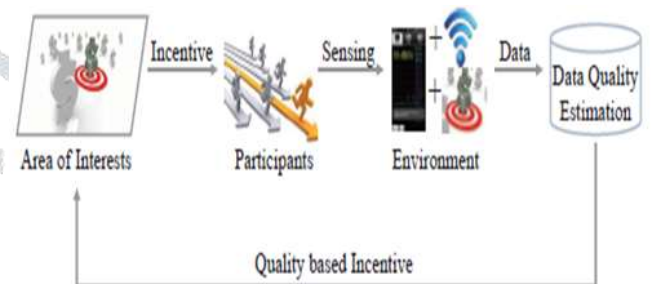 Incentive
Sensing
Data
Data Quality
Estimation
Area of Interests
Participants
Environment
Quality based Incentive